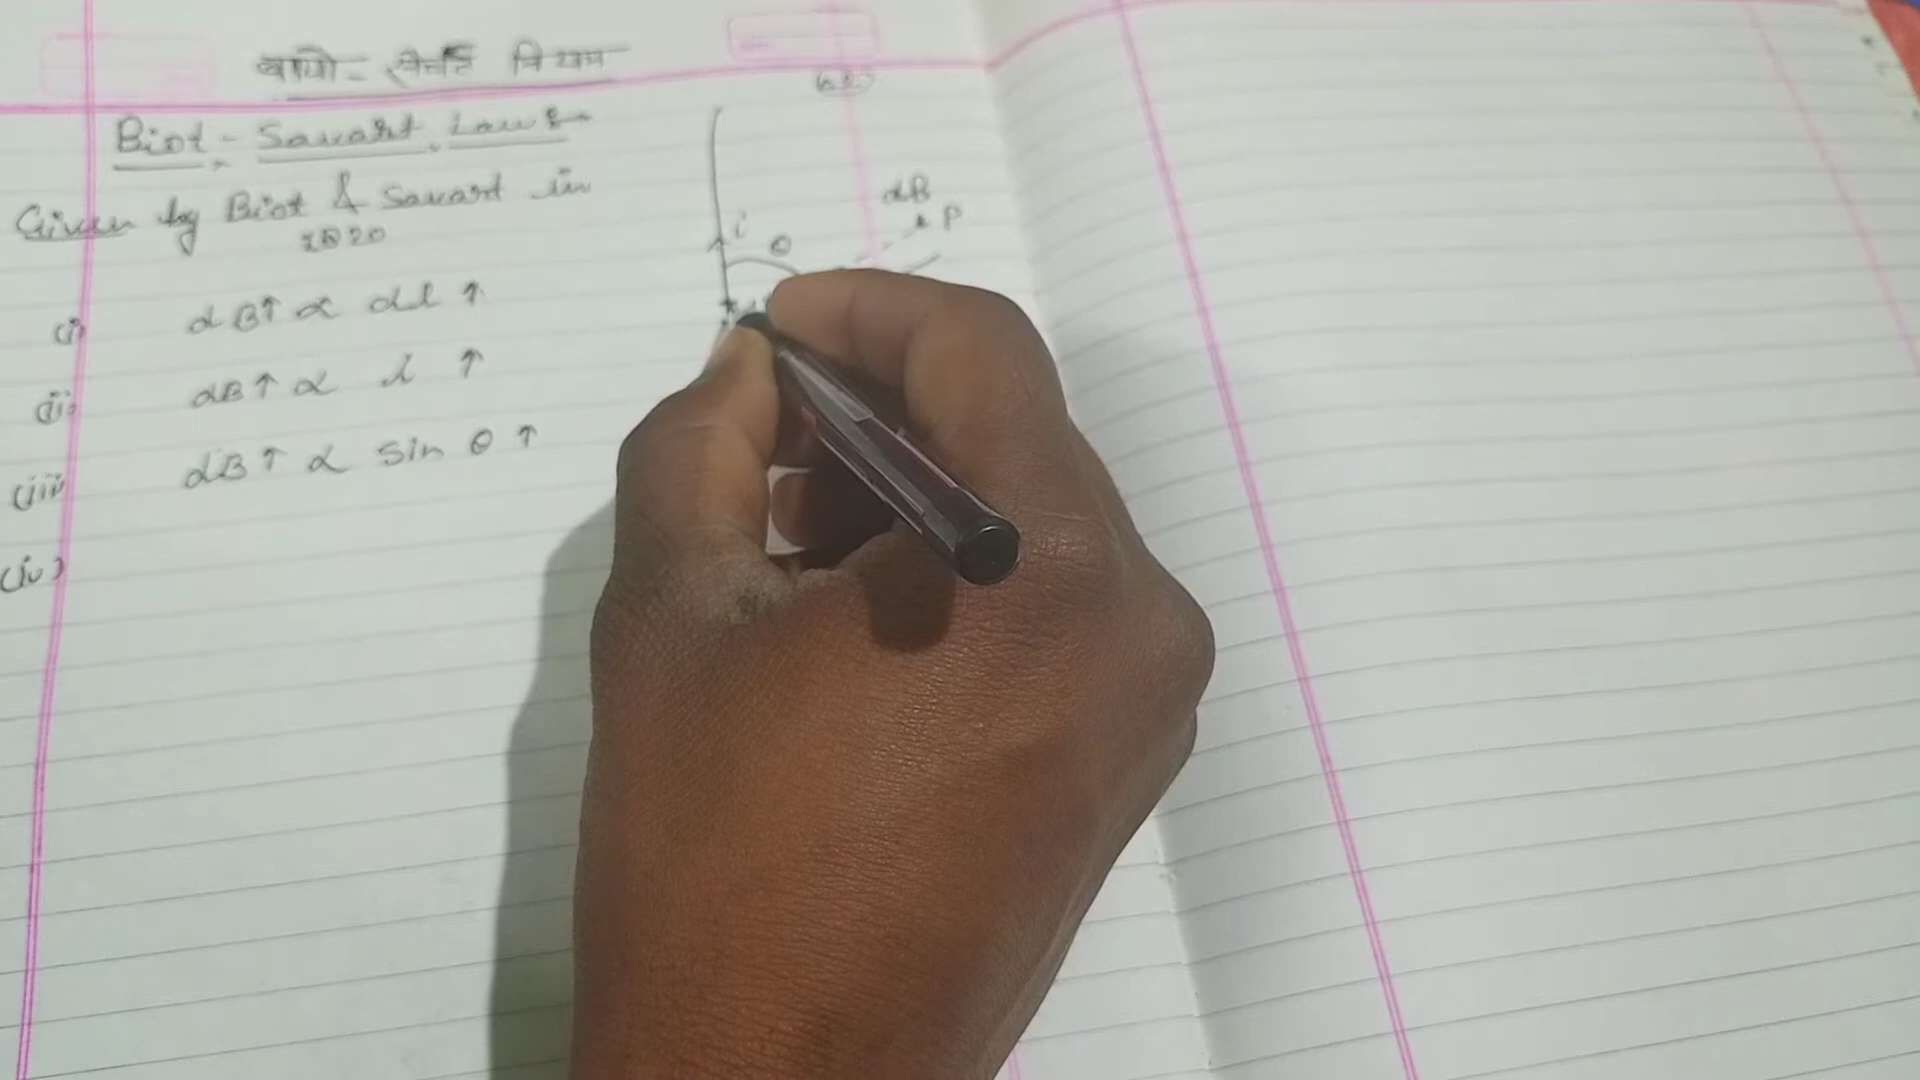 बायो - सेवर्ट नियम
Biot - Savart Law :-
Given by Biot & Savart in
1820
(i) dB↑ ∝ dl ↑
(ii) dB↑ ∝ i ↑
(iii) dB↑ ∝ sin θ ↑
(iv)
i
θ
dB
P